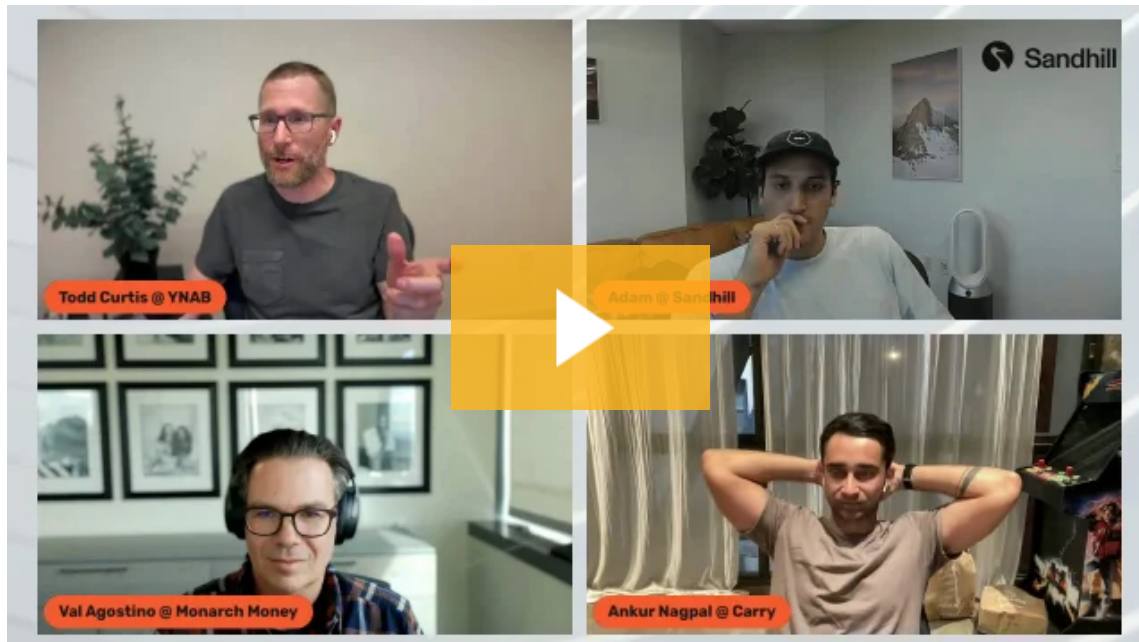 Sandhill
Todd Curtis @ YNAB
Adam @ Sandhill
Val Agostino @ Monarch Money
Ankur Nagpal @ Carry